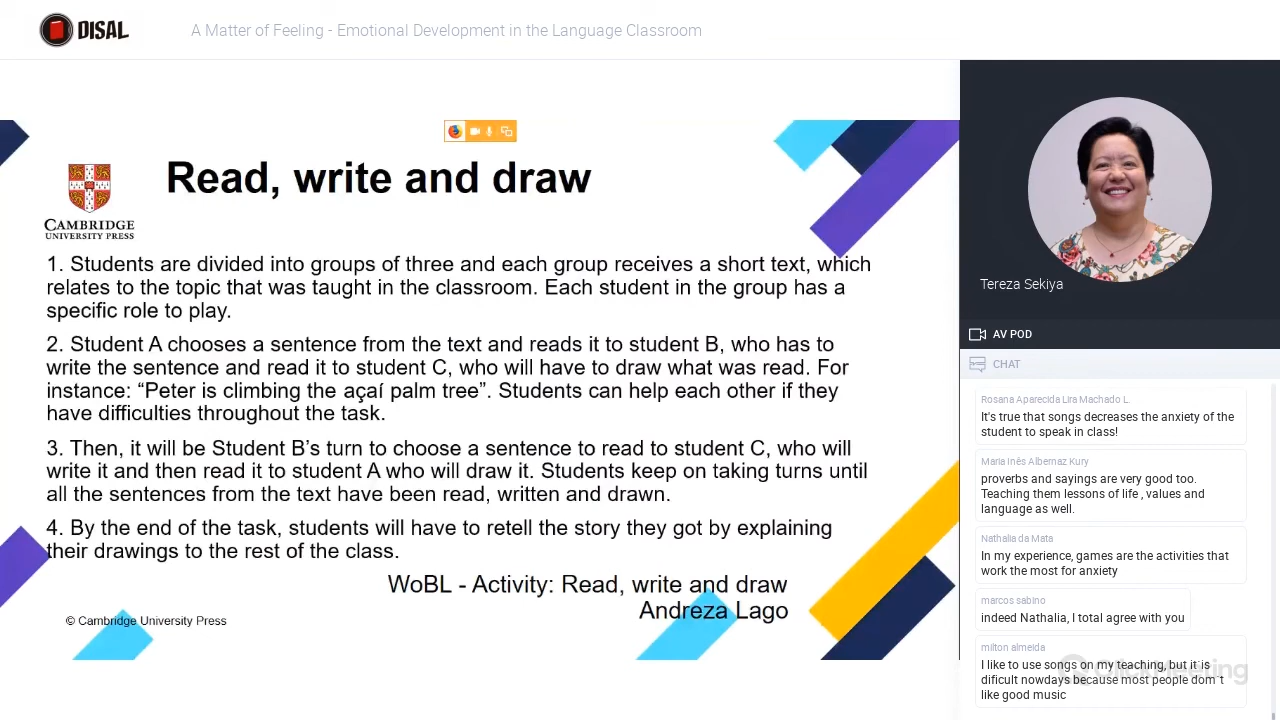 DISAL
A Matter of Feeling - Emotional Development in the Language Classroom
CAMBRIDGE
UNIVERSITY PRESS
Read, write and draw
1. Students are divided into groups of three and each group receives a short text, which
relates to the topic that was taught in the classroom. Each student in the group has a
specific role to play.
2. Student A chooses a sentence from the text and reads it to student B, who has to
write the sentence and read it to student C, who will have to draw what was read. For
instance: “Peter is climbing the açaí palm tree”. Students can help each other if they
have difficulties throughout the task.
3. Then, it will be Student B’s turn to choose a sentence to read to student C, who will
write it and then read it to student A who will draw it. Students keep on taking turns until
all the sentences from the text have been read, written and drawn.
4. By the end of the task, students will have to retell the story they got by explaining
their drawings to the rest of the class.
WoBL - Activity: Read, write and draw
Andreza Lago
© Cambridge University Press
Tereza Sekiya
AV POD
CHAT
Rosana Aparecida Lira Machado L.
It's true that songs decreases the anxiety of the
student to speak in class!
Maria Inês Albernaz Kury
proverbs and sayings are very good too.
Teaching them lessons of life , values and
language as well.
Nathalia da Mata
In my experience, games are the activities that
work the most for anxiety
marcos sabino
indeed Nathalia, I total agree with you
milton almeida
I like to use songs on my teaching, but it is
dificult nowdays because most people dom´t
like good music
ClickMeeting